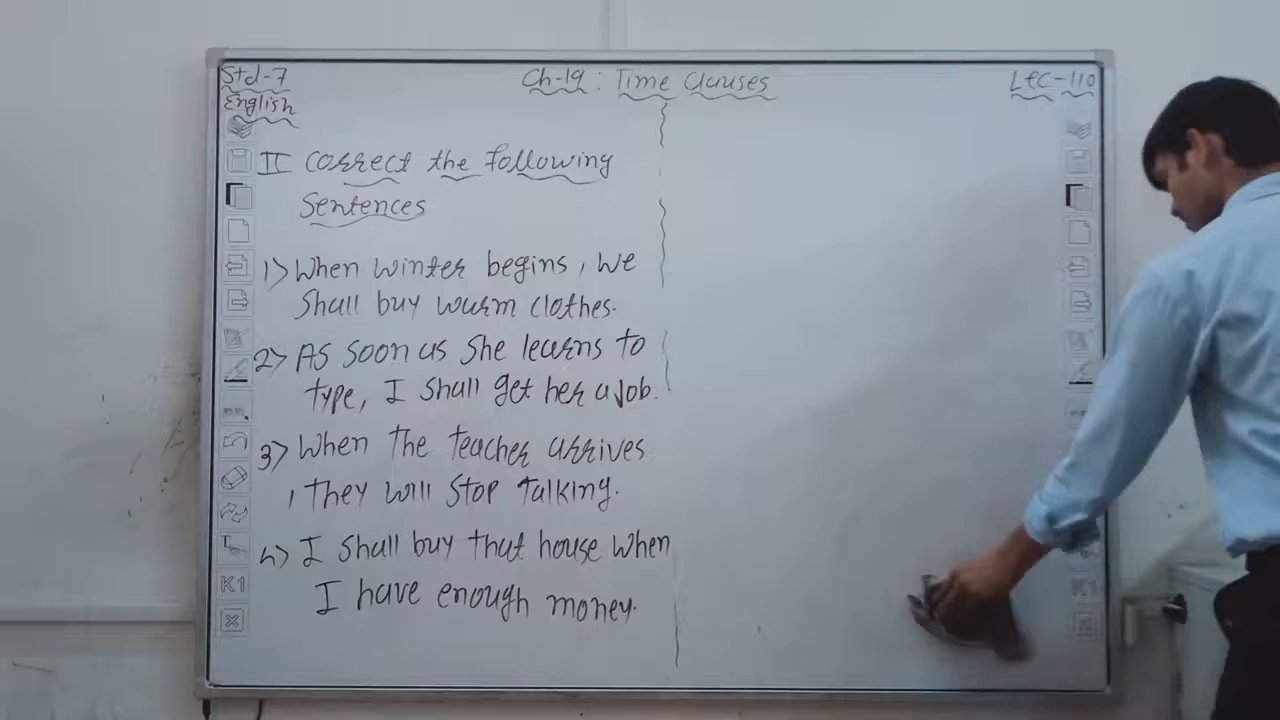 Std-7
English
Ch-19 : Time Clauses
Lec-110
II Correct the Following
Sentences
1) When winter begins, we
Shall buy warm clothes.
2) As soon as She learns to
type, I Shall get her a job.
3) When the teacher arrives
, they will Stop Talking.
4) I Shall buy that house when
I have enough money.
K1
K1